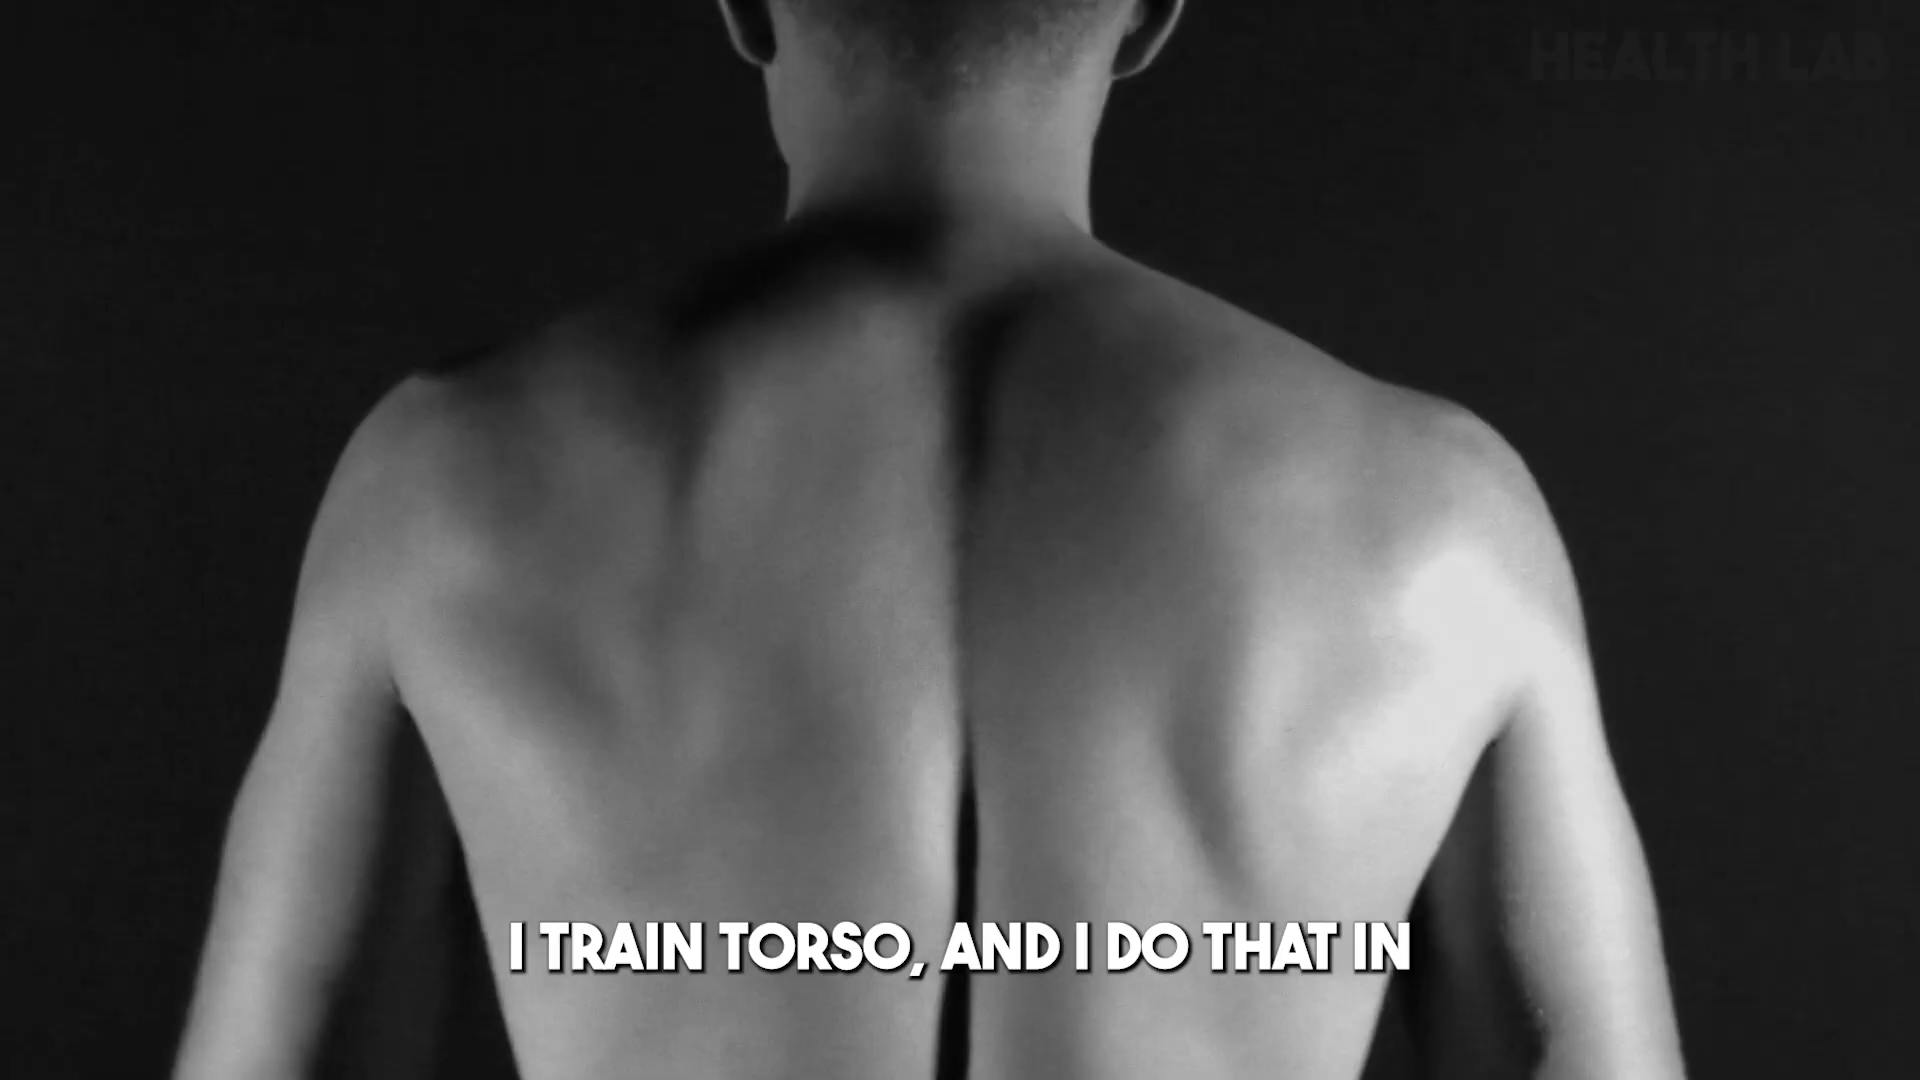 HEALTH LAB
I TRAIN TORSO, AND I DO THAT IN